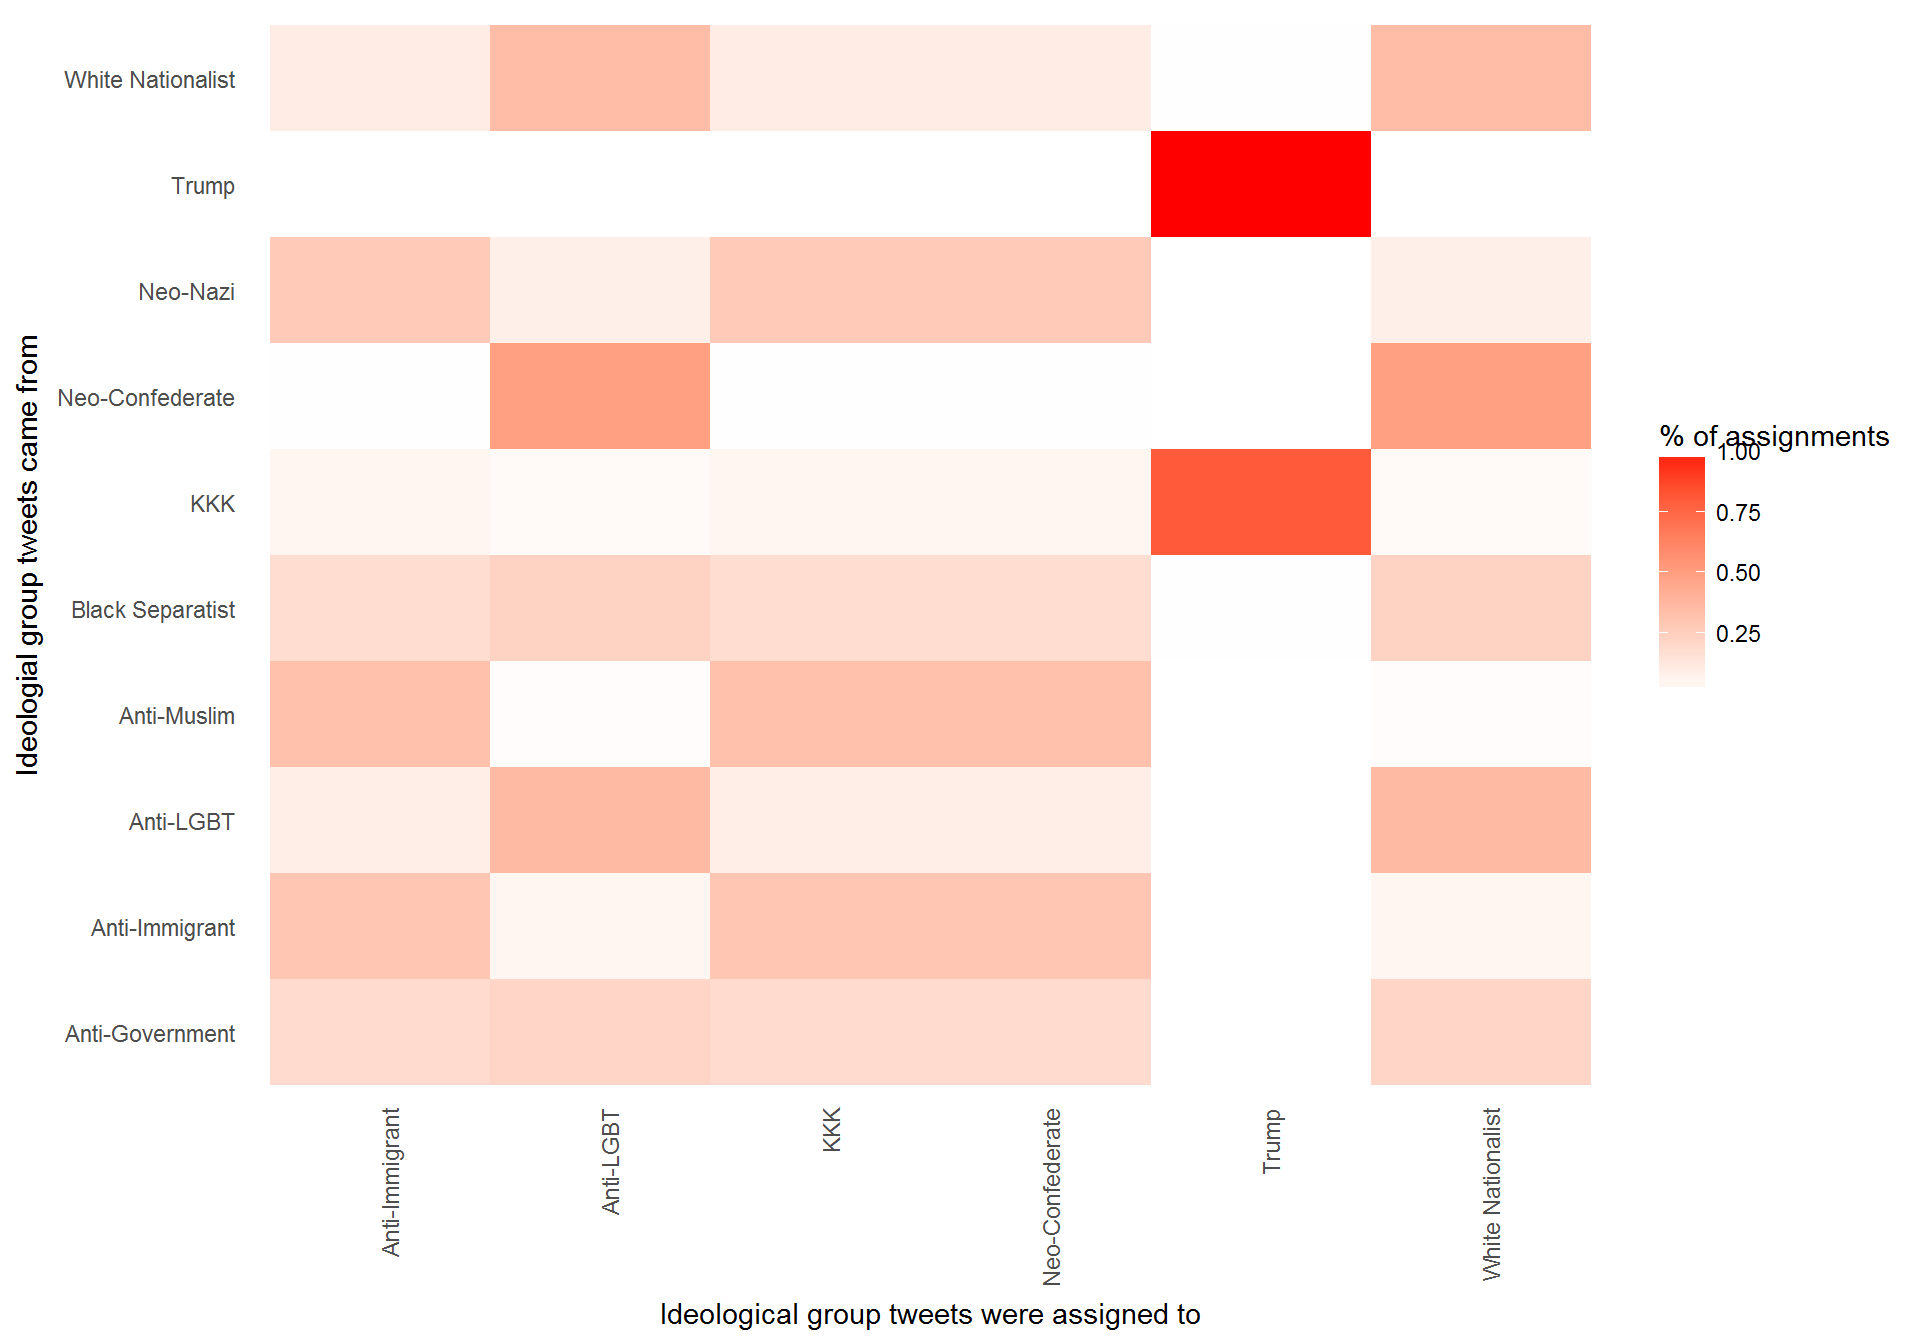 White Nationalist
Trump
Neo-Nazi
Neo-Confederate
KKK
Black Separatist
Anti-Muslim
Anti-LGBT
Anti-Immigrant
Anti-Government
Ideologial group tweets came from
Anti-Immigrant
Anti-LGBT
KKK
Neo-Confederate
Trump
White Nationalist
Ideological group tweets were assigned to
% of assignments
1.00
0.75
0.50
0.25